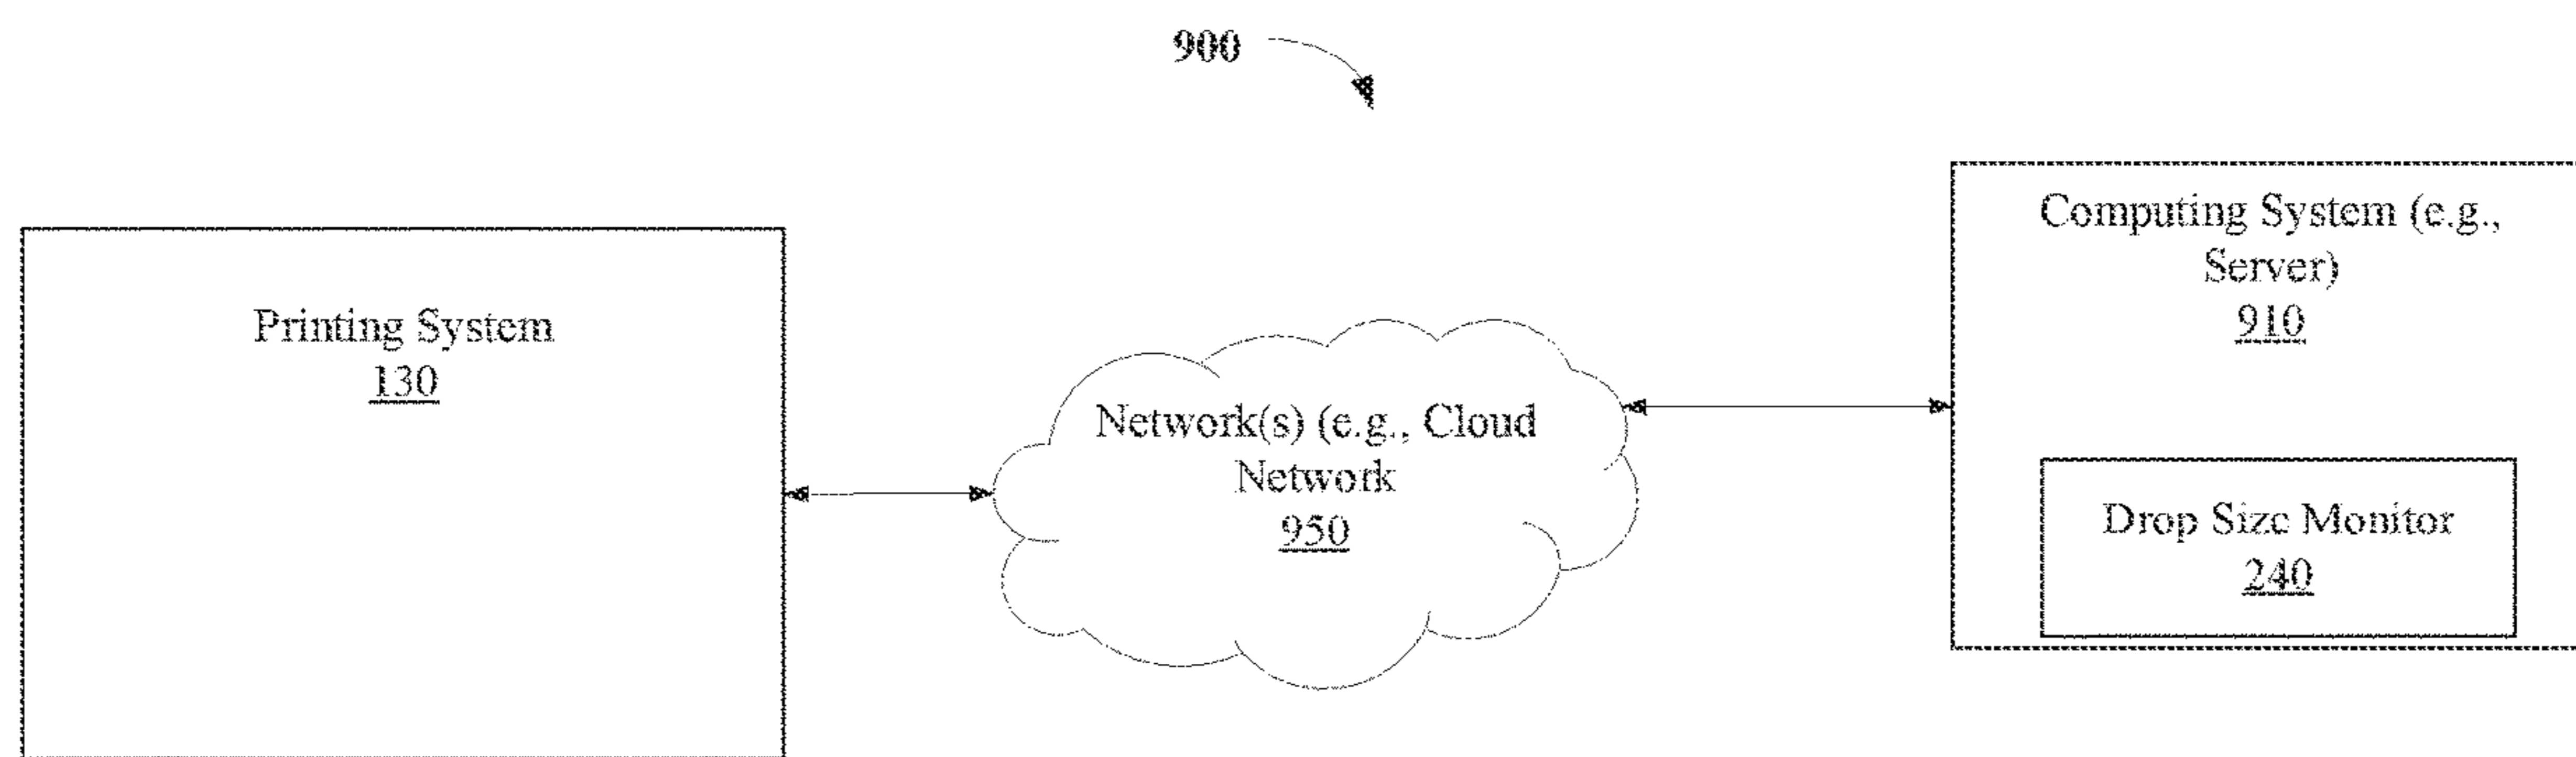 900
Printing System
130
Network(s) (e.g., Cloud
Network
950
Computing System (e.g.,
Server)
910
Drop Size Monitor
240